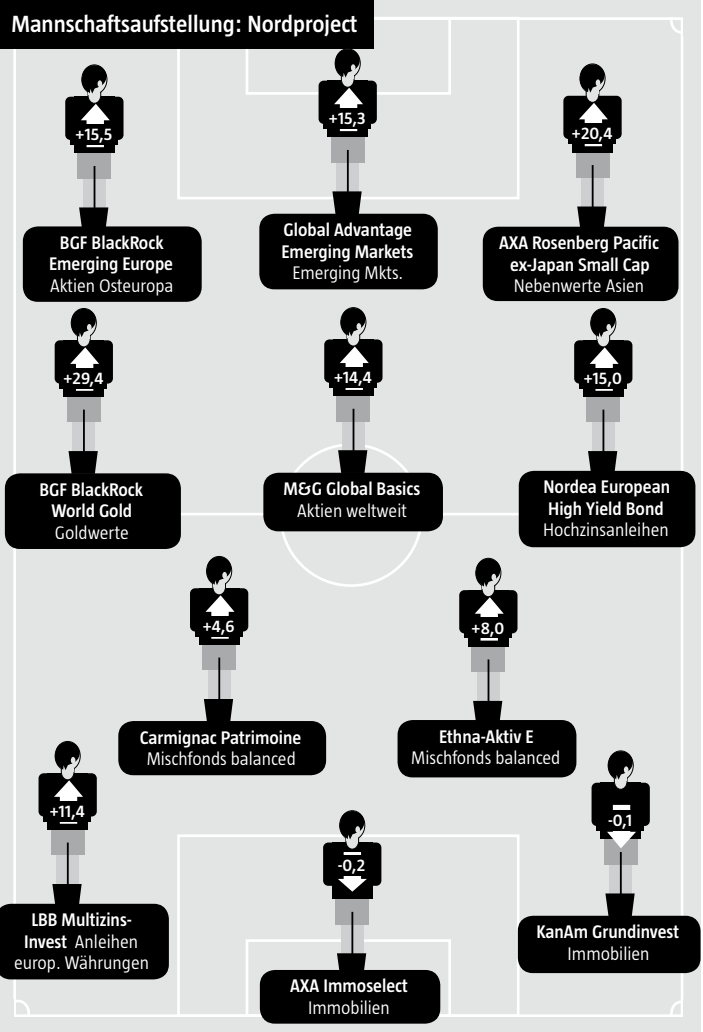 Mannschaftsaufstellung: Nordproject
+15,5
+15,3
+20,4
BGF BlackRock
Emerging Europe
Aktien Osteuropa
Global Advantage
Emerging Markets
Emerging Mkts.
AXA Rosenberg Pacific
ex-Japan Small Cap
Nebenwerte Asien
+29,4
+14,4
+15,0
BGF BlackRock
World Gold
Goldwerte
M&G Global Basics
Aktien weltweit
Nordea European
High Yield Bond
Hochzinsanleihen
+4,6
+8,0
Carmignac Patrimoine
Mischfonds balanced
Ethna-Aktiv E
Mischfonds balanced
+11,4
-0,2
-0,1
LBB Multizins-
Invest Anleihen
europ. Währungen
AXA Immoselect
Immobilien
KanAm Grundinvest
Immobilien